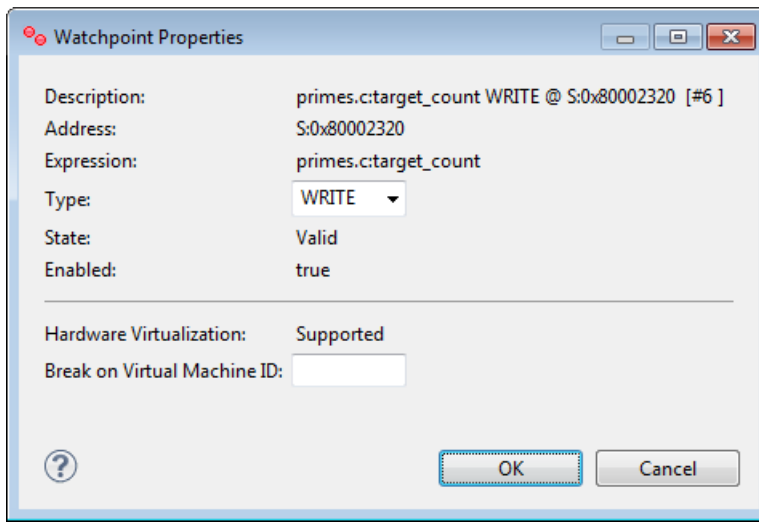 Watchpoint Properties
Description: primes.c:target_count WRITE @ S:0x80002320 [#6 ]
Address: S:0x80002320
Expression: primes.c:target_count
Type: WRITE
State: Valid
Enabled: true
Hardware Virtualization: Supported
Break on Virtual Machine ID:
? OK Cancel